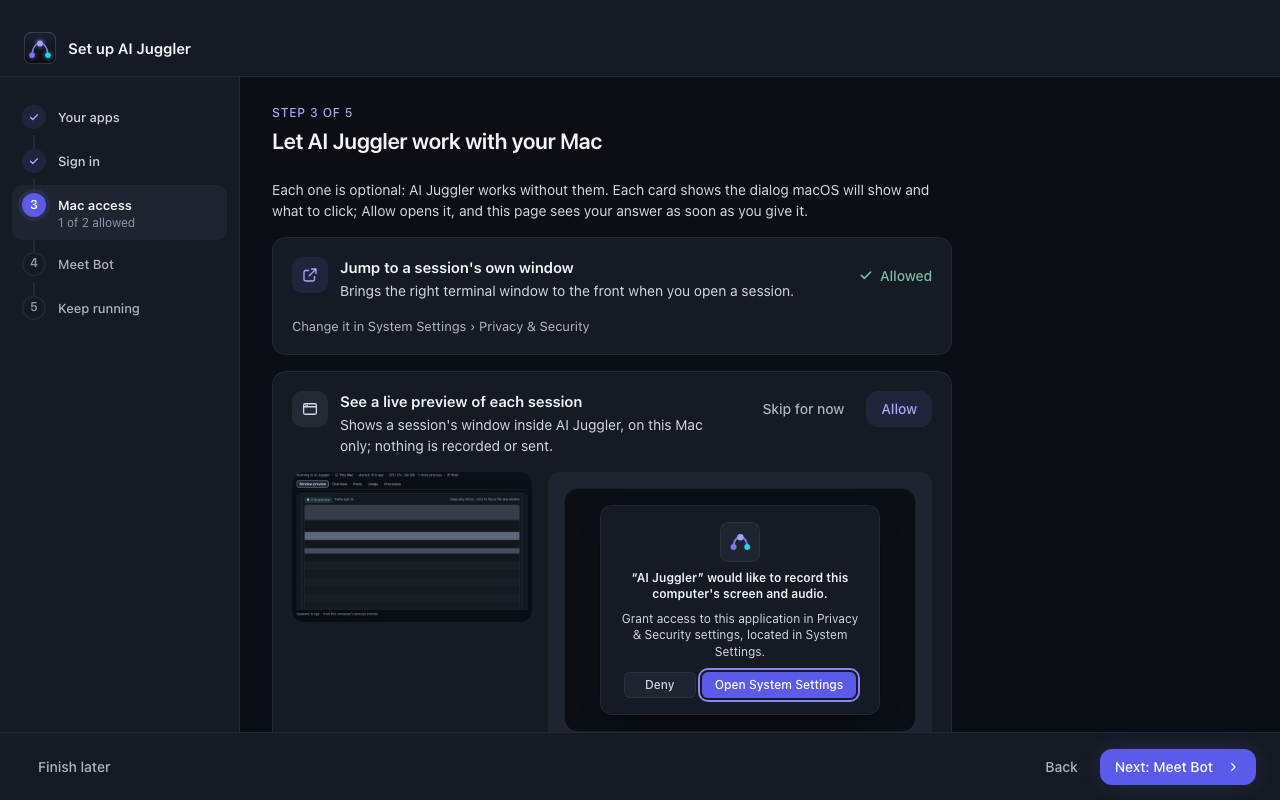 Set up AI Juggler
Your apps
Sign in
3
Mac access
1 of 2 allowed
4
Meet Bot
5
Keep running
STEP 3 OF 5
Let AI Juggler work with your Mac
Each one is optional: AI Juggler works without them. Each card shows the dialog macOS will show and
what to click; Allow opens it, and this page sees your answer as soon as you give it.
Jump to a session's own window
Brings the right terminal window to the front when you open a session.
Allowed
Change it in System Settings › Privacy & Security
See a live preview of each session
Shows a session's window inside AI Juggler, on this Mac
only; nothing is recorded or sent.
Skip for now
Allow
Window preview
Overview
Usage
Processes
“AI Juggler” would like to record this
computer's screen and audio.
Grant access to this application in Privacy
& Security settings, located in System
Settings.
Deny
Open System Settings
Finish later
Back
Next: Meet Bot